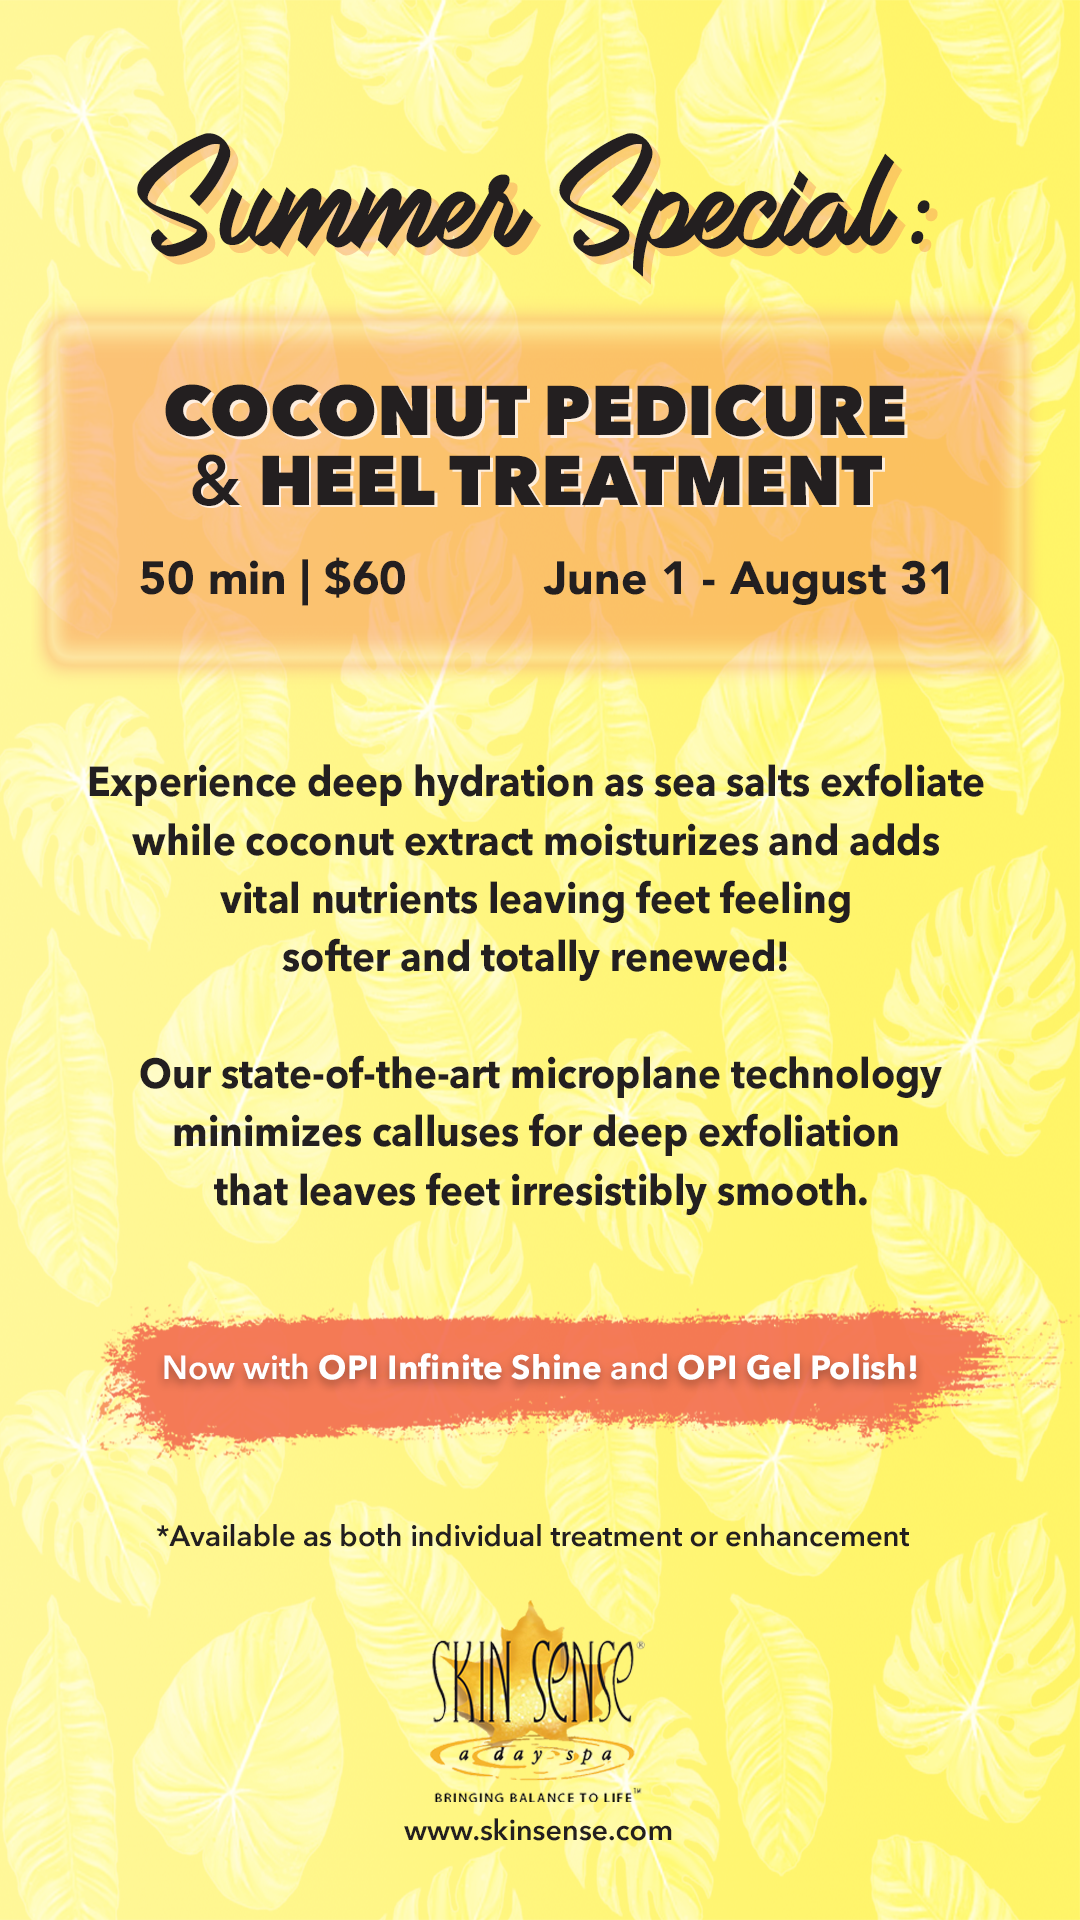 Summer Special:
COCONUT PEDICURE
& HEEL TREATMENT
50 min | $60 June 1 - August 31
Experience deep hydration as sea salts exfoliate
while coconut extract moisturizes and adds
vital nutrients leaving feet feeling
softer and totally renewed!
Our state-of-the-art microplane technology
minimizes calluses for deep exfoliation
that leaves feet irresistibly smooth.
Now with OPI Infinite Shine and OPI Gel Polish!
*Available as both individual treatment or enhancement
SKIN SENSE®
a day spa
BRINGING BALANCE TO LIFE™
www.skinsense.com